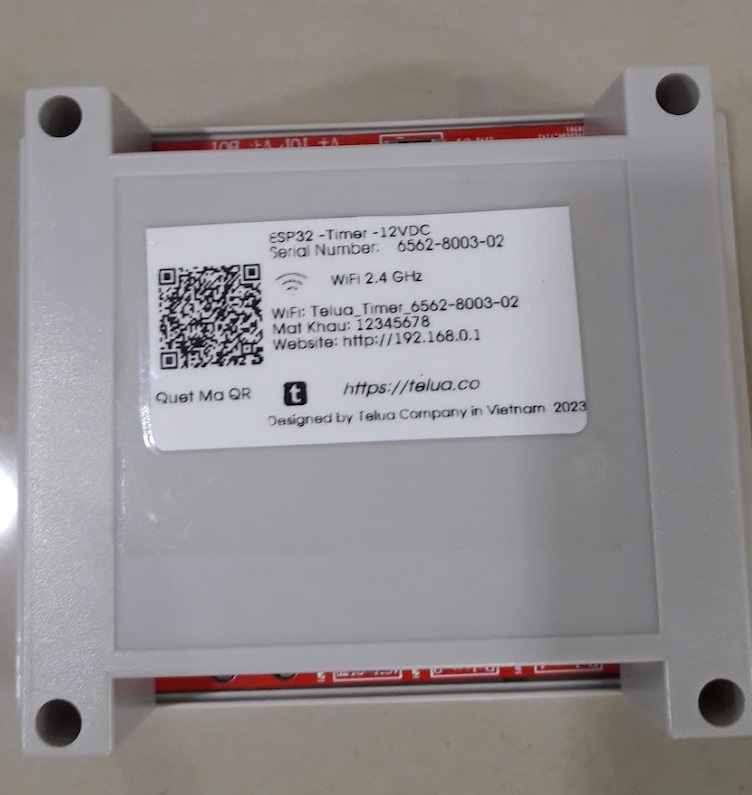 ESP32 -Timer -12VDC
Serial Number: 6562-8003-02
WiFi 2.4 GHz
WiFi: Telua_Timer_6562-8003-02
Mat Khau: 12345678
Website: http://192.168.0.1
Quet Ma QR
t
https://telua.co
Designed by Telua Company in Vietnam 2023